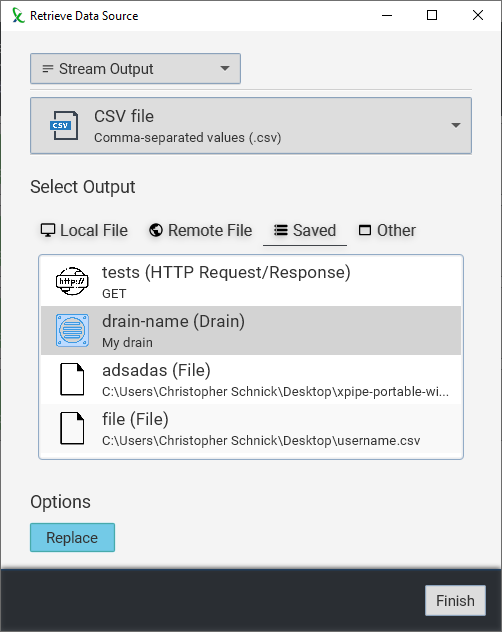 Retrieve Data Source
Stream Output
CSV
CSV file
Comma-separated values (.csv)
Select Output
Local File Remote File Saved Other
http://
tests (HTTP Request/Response)
GET
drain-name (Drain)
My drain
adsadas (File)
C:\Users\Christopher Schnick\Desktop\xpipe-portable-wi...
file (File)
C:\Users\Christopher Schnick\Desktop\username.csv
Options
Replace
Finish